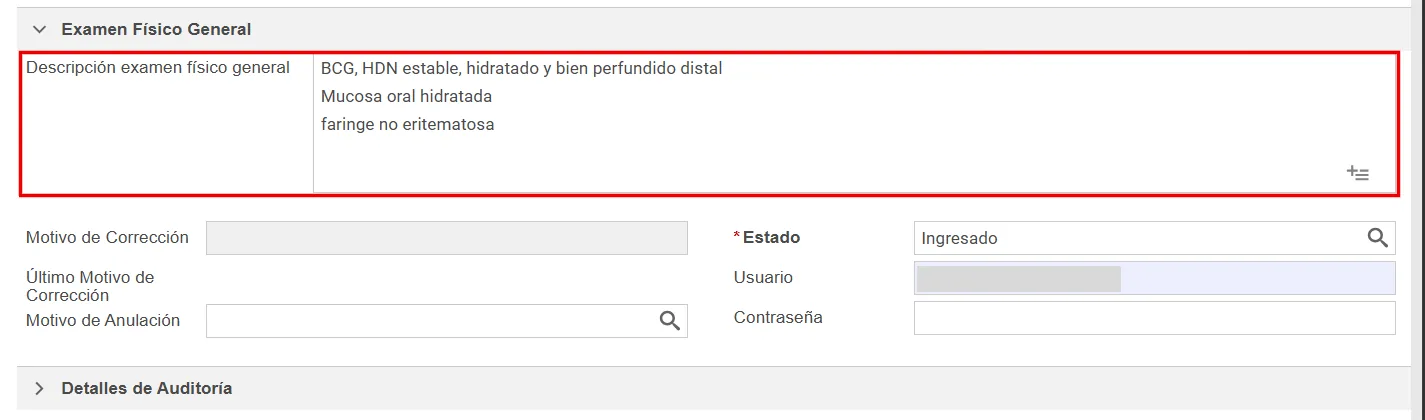 Examen Físico General
Descripción examen físico general
BCG, HDN estable, hidratado y bien perfundido distal
Mucosa oral hidratada
faringe no eritematosa
Motivo de Corrección
*Estado
Ingresado
Último Motivo de
Corrección
Usuario
Motivo de Anulación
Contraseña
Detalles de Auditoría